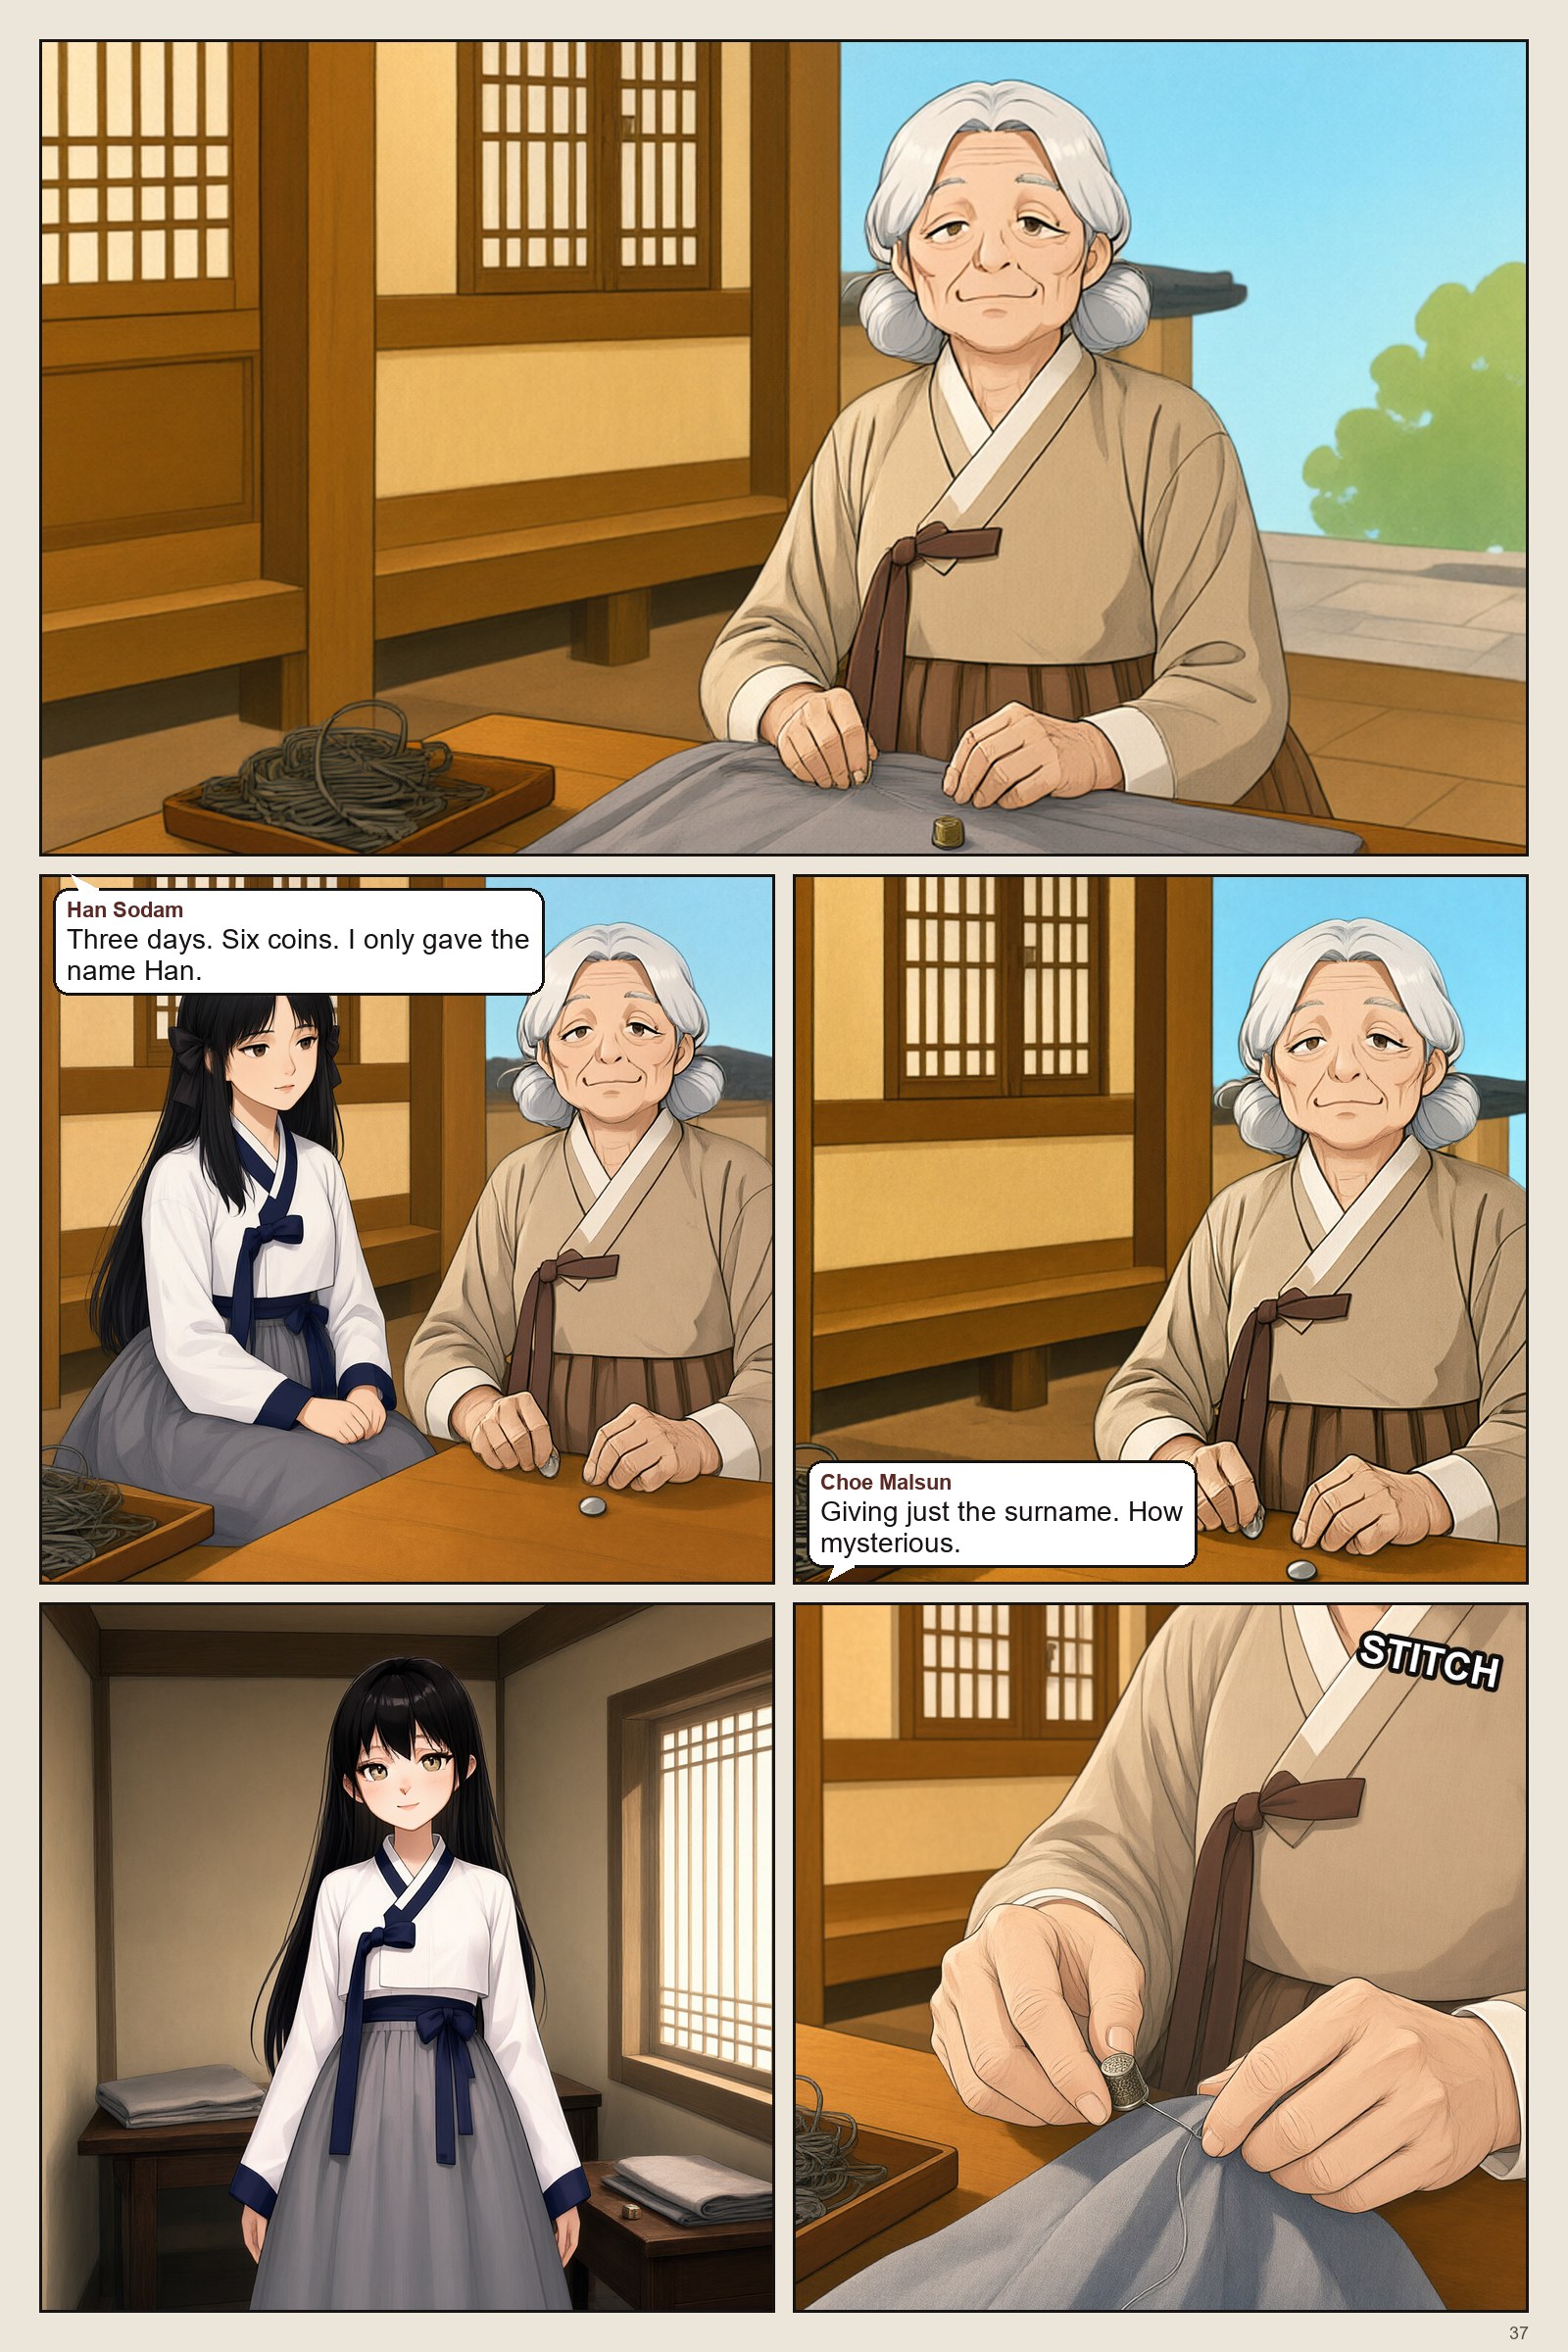 Han Sodam
Three days. Six coins. I only gave the
name Han.
Choe Malsun
Giving just the surname. How
mysterious.
STITCH
37